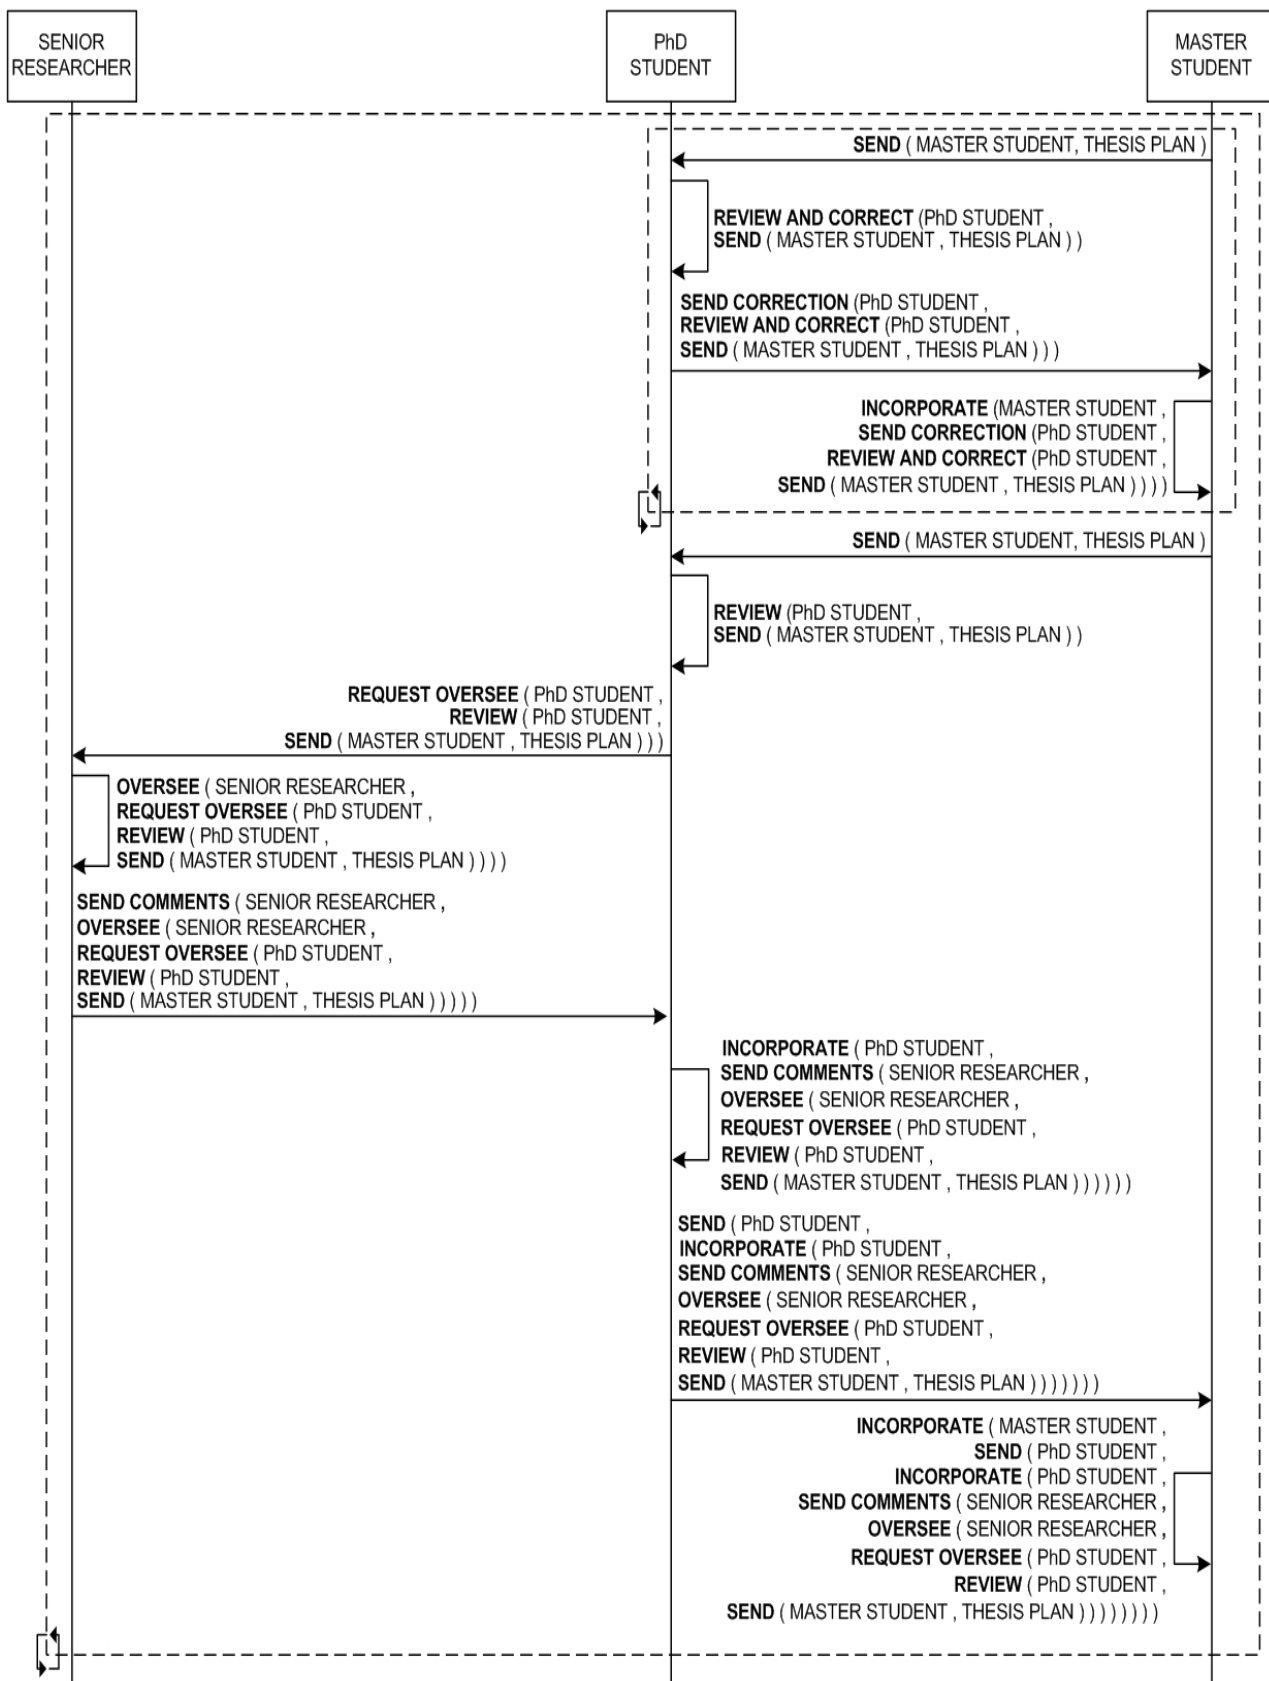 SENIOR
RESEARCHER
PhD
STUDENT
MASTER
STUDENT
SEND ( MASTER STUDENT, THESIS PLAN )
REVIEW AND CORRECT (PhD STUDENT ,
SEND ( MASTER STUDENT , THESIS PLAN ) )
SEND CORRECTION (PhD STUDENT ,
REVIEW AND CORRECT (PhD STUDENT ,
SEND ( MASTER STUDENT , THESIS PLAN ) ) )
INCORPORATE (MASTER STUDENT ,
SEND CORRECTION (PhD STUDENT ,
REVIEW AND CORRECT (PhD STUDENT ,
SEND ( MASTER STUDENT , THESIS PLAN ) ) ) )
SEND ( MASTER STUDENT, THESIS PLAN )
REVIEW (PhD STUDENT ,
SEND ( MASTER STUDENT , THESIS PLAN ) )
REQUEST OVERSEE ( PhD STUDENT ,
REVIEW ( PhD STUDENT ,
SEND ( MASTER STUDENT , THESIS PLAN ) ) )
OVERSEE ( SENIOR RESEARCHER ,
REQUEST OVERSEE ( PhD STUDENT ,
REVIEW ( PhD STUDENT ,
SEND ( MASTER STUDENT , THESIS PLAN ) ) ) )
SEND COMMENTS ( SENIOR RESEARCHER ,
OVERSEE ( SENIOR RESEARCHER ,
REQUEST OVERSEE ( PhD STUDENT ,
REVIEW ( PhD STUDENT ,
SEND ( MASTER STUDENT , THESIS PLAN ) ) ) ) )
INCORPORATE ( PhD STUDENT ,
SEND COMMENTS ( SENIOR RESEARCHER ,
OVERSEE ( SENIOR RESEARCHER ,
REQUEST OVERSEE ( PhD STUDENT ,
REVIEW ( PhD STUDENT ,
SEND ( MASTER STUDENT , THESIS PLAN ) ) ) ) ) )
SEND ( PhD STUDENT ,
INCORPORATE ( PhD STUDENT ,
SEND COMMENTS ( SENIOR RESEARCHER ,
OVERSEE ( SENIOR RESEARCHER ,
REQUEST OVERSEE ( PhD STUDENT ,
REVIEW ( PhD STUDENT ,
SEND ( MASTER STUDENT , THESIS PLAN ) ) ) ) ) ) )
INCORPORATE ( MASTER STUDENT ,
SEND ( PhD STUDENT ,
INCORPORATE ( PhD STUDENT ,
SEND COMMENTS ( SENIOR RESEARCHER ,
OVERSEE ( SENIOR RESEARCHER ,
REQUEST OVERSEE ( PhD STUDENT ,
REVIEW ( PhD STUDENT ,
SEND ( MASTER STUDENT , THESIS PLAN ) ) ) ) ) ) ) )